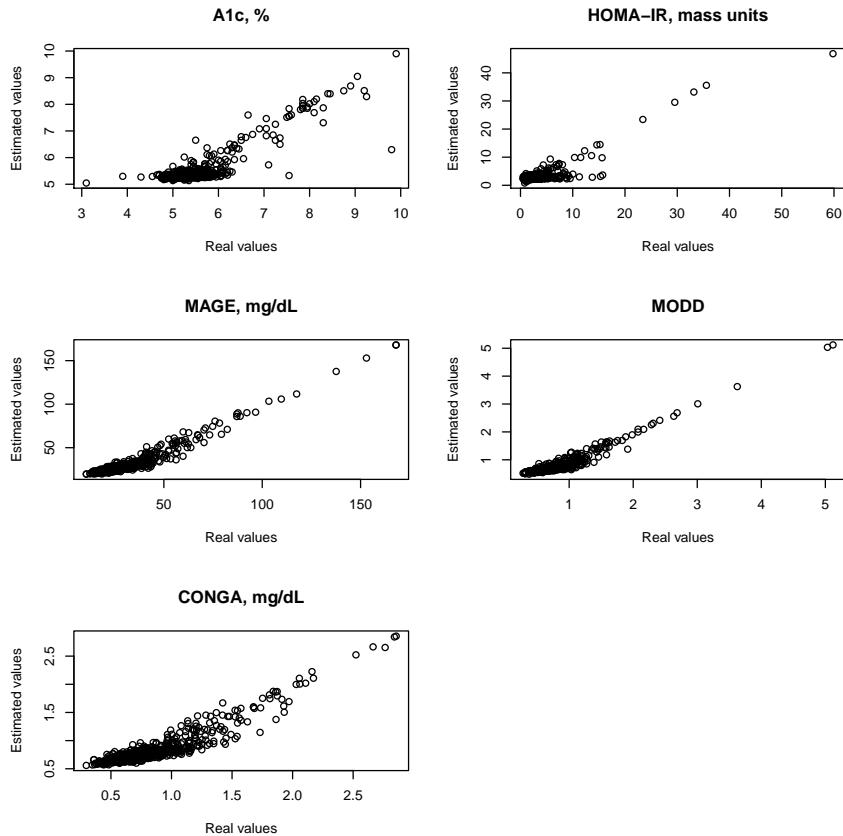 A1c, %
Estimated values
10
9
8
7
6
5
3 4 5 6 7 8 9 10
Real values
HOMA−IR, mass units
Estimated values
40
30
20
10
0
0 10 20 30 40 50 60
Real values
MAGE, mg/dL
Estimated values
150
100
50
50 100 150
Real values
MODD
Estimated values
5
4
3
2
1
1 2 3 4 5
Real values
CONGA, mg/dL
Estimated values
2.5
1.5
0.5
0.5 1.0 1.5 2.0 2.5
Real values